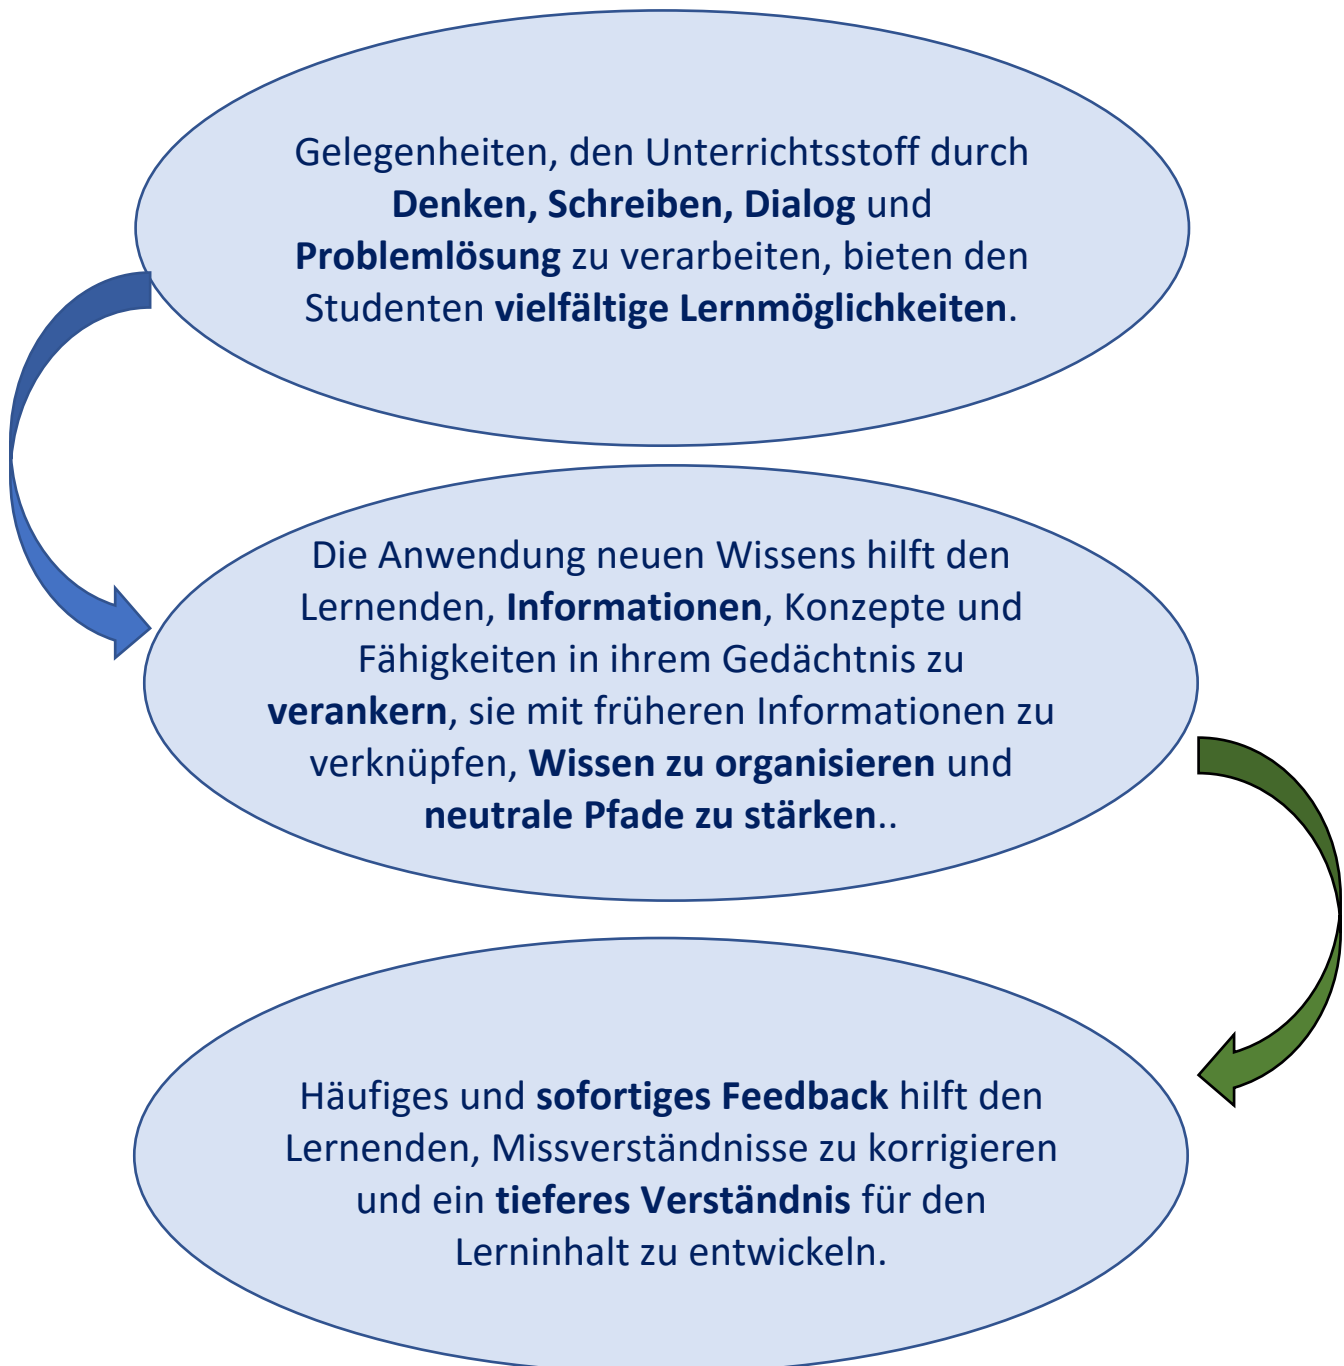 Gelegenheiten, den Unterrichtsstoff durch
Denken, Schreiben, Dialog und
Problemlösung zu verarbeiten, bieten den
Studenten vielfältige Lernmöglichkeiten.
Die Anwendung neuen Wissens hilft den
Lernenden, Informationen, Konzepte und
Fähigkeiten in ihrem Gedächtnis zu
verankern, sie mit früheren Informationen zu
verknüpfen, Wissen zu organisieren und
neutrale Pfade zu stärken..
Häufiges und sofortiges Feedback hilft den
Lernenden, Missverständnisse zu korrigieren
und ein tieferes Verständnis für den
Lerninhalt zu entwickeln.